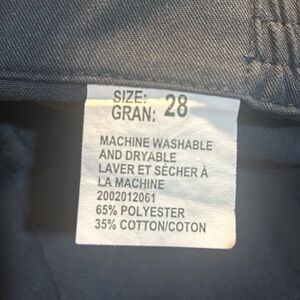 SIZE: 28
GRAN:
MACHINE WASHABLE
AND DRYABLE
LAVER ET SÉCHER À
LA MACHINE
2002012061
65% POLYESTER
35% COTTON/COTON